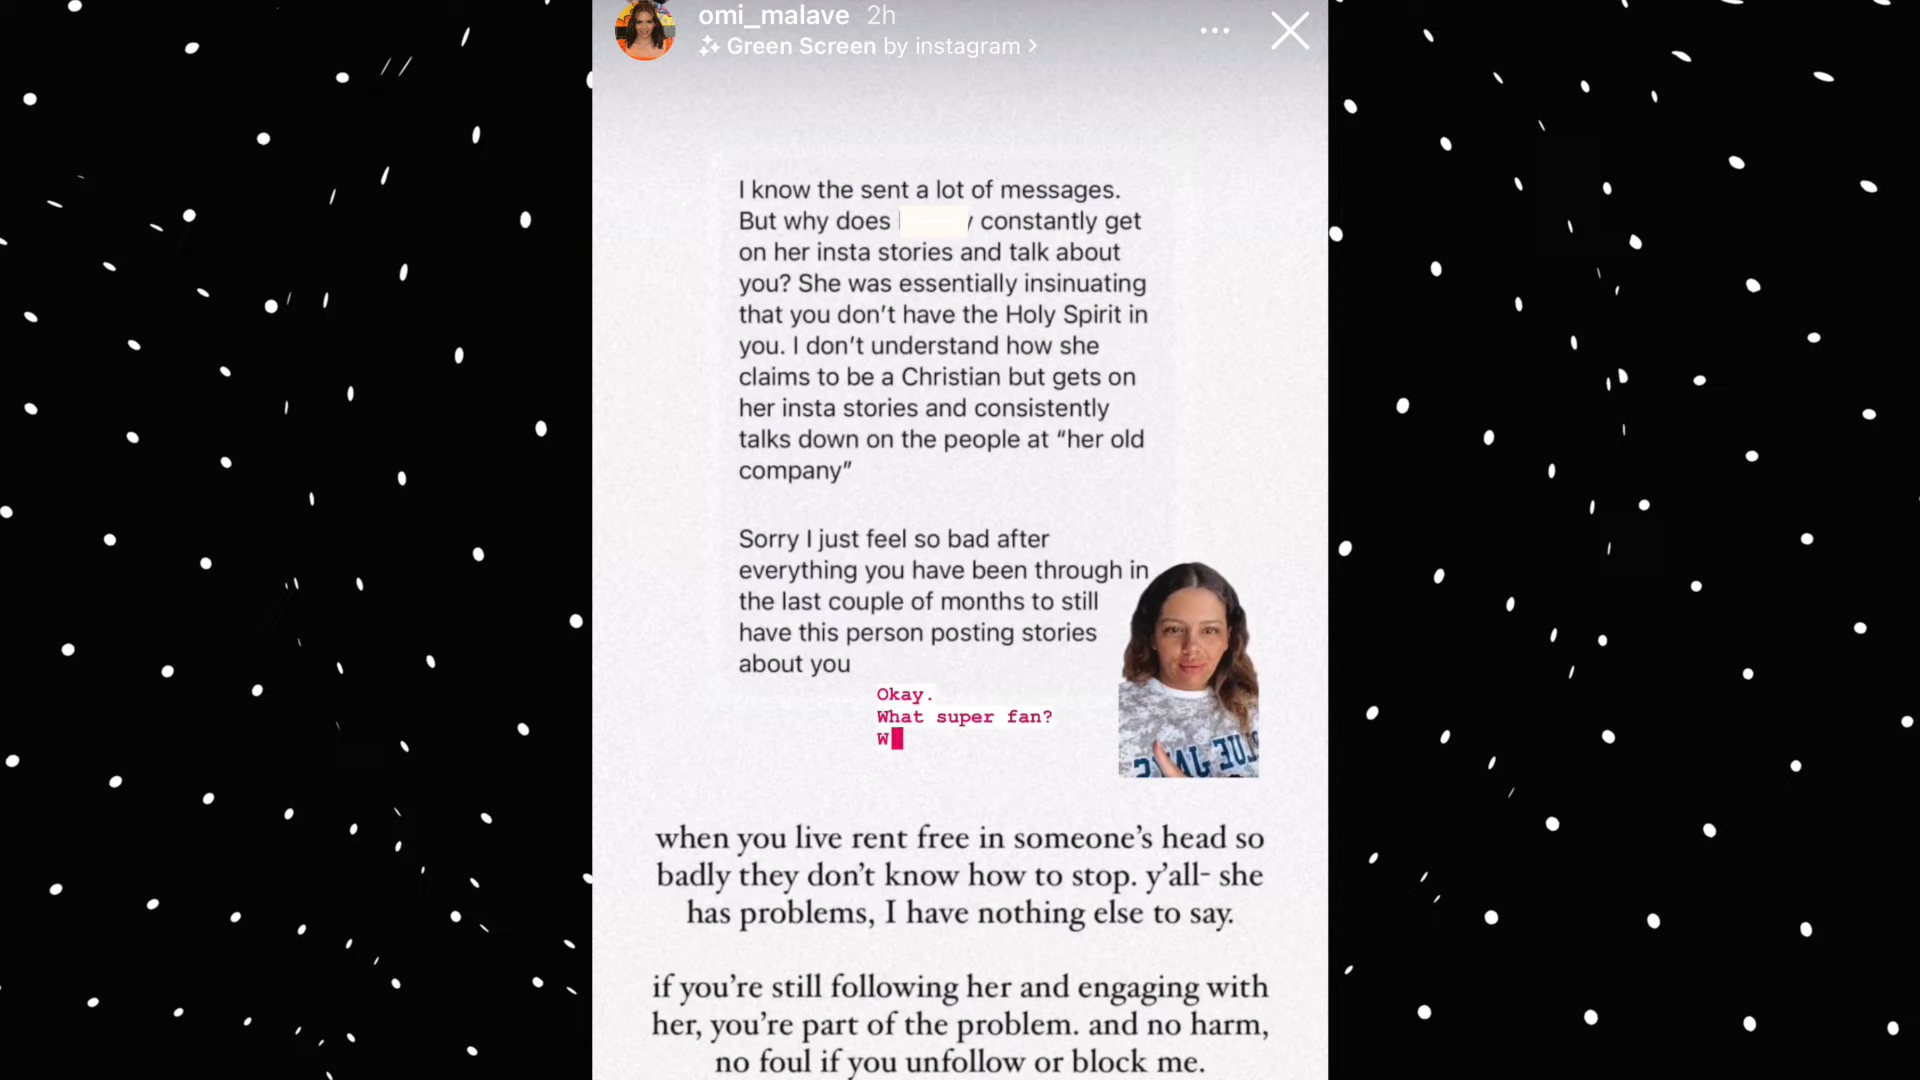 omi_malave 2h
Green Screen by instagram >
I know the sent a lot of messages.
But why does constantly get
on her insta stories and talk about
you? She was essentially insinuating
that you don't have the Holy Spirit in
you. I don't understand how she
claims to be a Christian but gets on
her insta stories and consistently
talks down on the people at "her old
company"
Sorry I just feel so bad after
everything you have been through in
the last couple of months to still
have this person posting stories
about you
Okay.
What super fan?
W
when you live rent free in someone's head so
badly they don't know how to stop. y'all- she
has problems, I have nothing else to say.
if you're still following her and engaging with
her, you're part of the problem. and no harm,
no foul if you unfollow or block me.